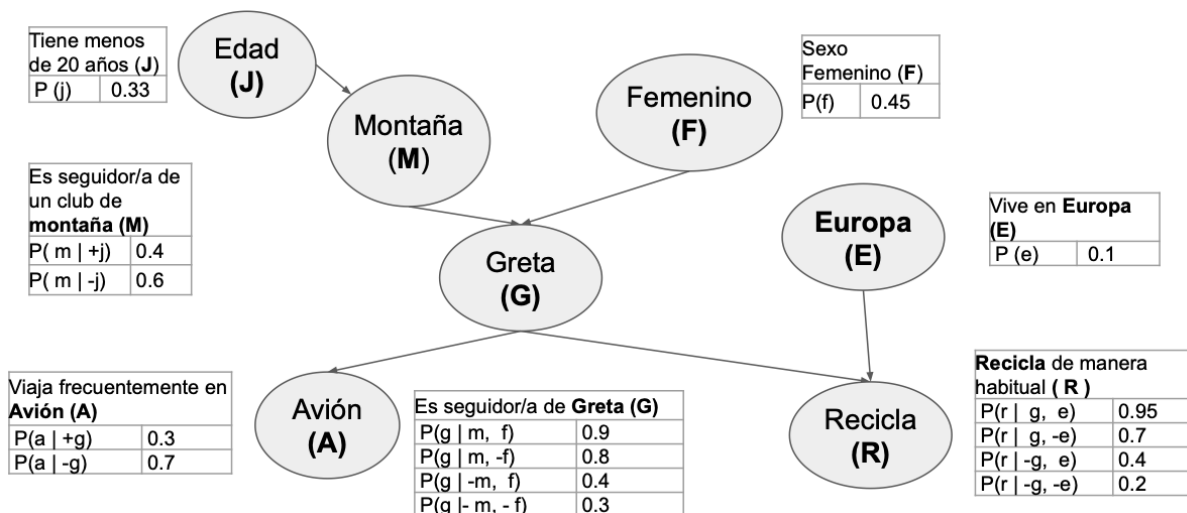 Tiene menos
de 20 años (J)
P (j) 0.33
Edad
(J)
Sexo
Femenino (F)
P(f) 0.45
Femenino
(F)
Montaña
(M)
Es seguidor/a de
un club de
montaña (M)
P( m | +j) 0.4
P( m | -j) 0.6
Europa
(E)
Vive en Europa
(E)
P (e) 0.1
Greta
(G)
Viaja frecuentemente en
Avión (A)
P(a | +g) 0.3
P(a | -g) 0.7
Avión
(A)
Es seguidor/a de Greta (G)
P(g | m, f) 0.9
P(g | m, -f) 0.8
P(g | -m, f) 0.4
P(g |- m, - f) 0.3
Recicla
(R)
Recicla de manera
habitual ( R )
P(r | g, e) 0.95
P(r | g, -e) 0.7
P(r | -g, e) 0.4
P(r | -g, -e) 0.2